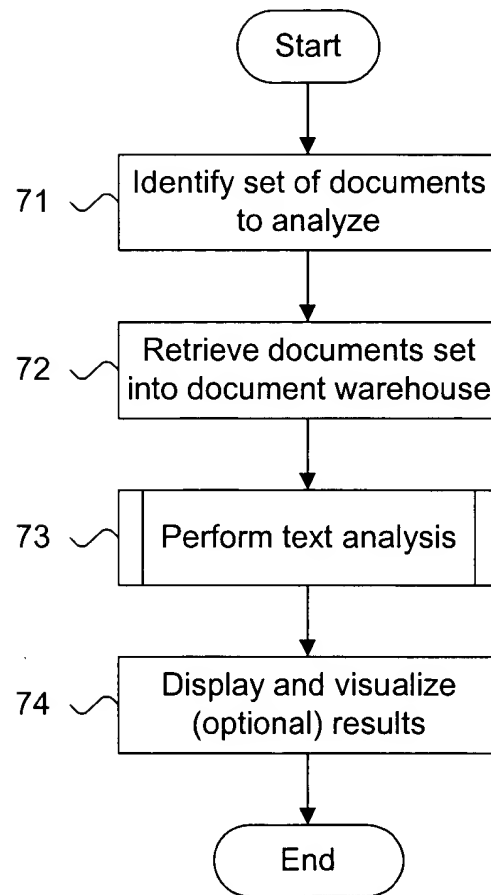 Start
71
Identify set of documents
to analyze
72
Retrieve documents set
into document warehouse
73
Perform text analysis
74
Display and visualize
(optional) results
End